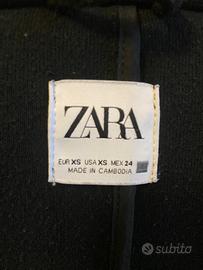 ZARA
EUR XS USA XS MEX 24
MADE IN CAMBODIA
subito